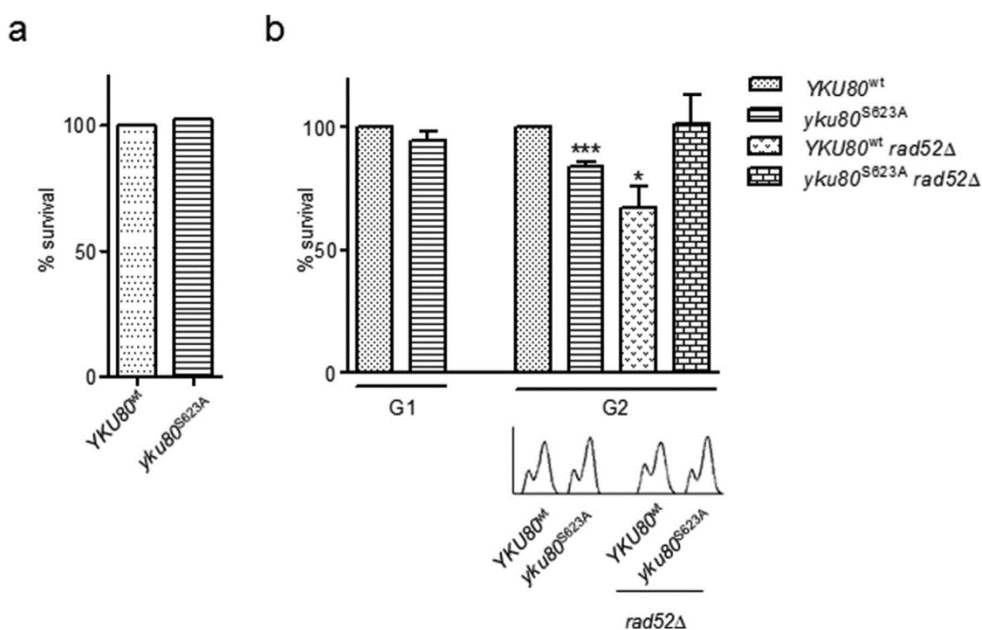 a
b
% survival
100
50
0
YKU80ʷᵗ
yku80ˢ⁶²³ᴬ
% survival
100
50
0
***
*
G1
G2
YKU80ʷᵗ
yku80ˢ⁶²³ᴬ
YKU80ʷᵗ rad52Δ
yku80ˢ⁶²³ᴬ rad52Δ
YKU80ʷᵗ
yku80ˢ⁶²³ᴬ
YKU80ʷᵗ
yku80ˢ⁶²³ᴬ
rad52Δ